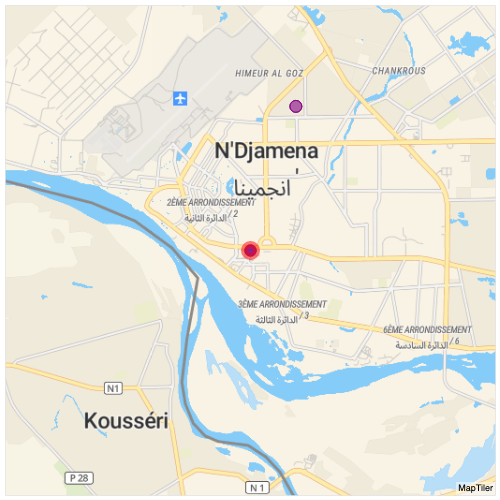 HIMEUR AL GOZ
CHANKROUS
N'Djamena
انجمينا
2ÈME ARRONDISSEMENT
/ 2 الدائرة الثانية
3ÈME ARRONDISSEMENT
/ 3 الدائرة الثالثة
6ÈME ARRONDISSEMENT
/ 6 الدائرة السادسة
N1
Kousséri
P 28
N 1
MapTiler